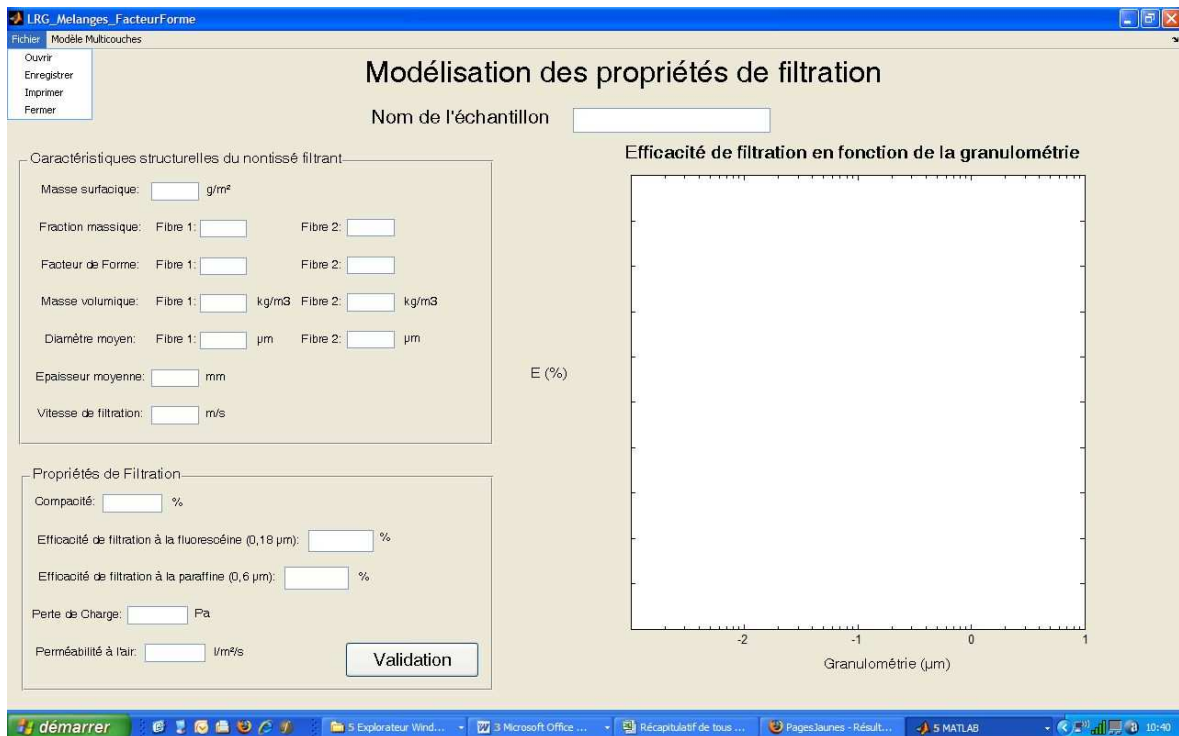 LRG_Melanges_FacteurForme
Fichier Modèle Multicouches
Ouvrir
Enregistrer
Imprimer
Fermer
Modélisation des propriétés de filtration
Nom de l'échantillon
Caractéristiques structurelles du nontissé filtrant
Masse surfacique: g/m²
Fraction massique: Fibre 1: Fibre 2:
Facteur de Forme: Fibre 1: Fibre 2:
Masse volumique: Fibre 1: kg/m3 Fibre 2: kg/m3
Diamètre moyen: Fibre 1: µm Fibre 2: µm
Epaisseur moyenne: mm
Vitesse de filtration: m/s
Propriétés de Filtration
Compacité: %
Efficacité de filtration à la fluorescéine (0,18 µm): %
Efficacité de filtration à la paraffine (0,6 µm): %
Perte de Charge: Pa
Perméabilité à l'air: l/m²/s
Validation
Efficacité de filtration en fonction de la granulométrie
E (%)
-2 -1 0 1
Granulométrie (µm)
démarrer 5 Explorateur Wind... 3 Microsoft Office ... Récapitulatif de tous ... PagesJaunes - Résult... 5 MATLAB 10:40